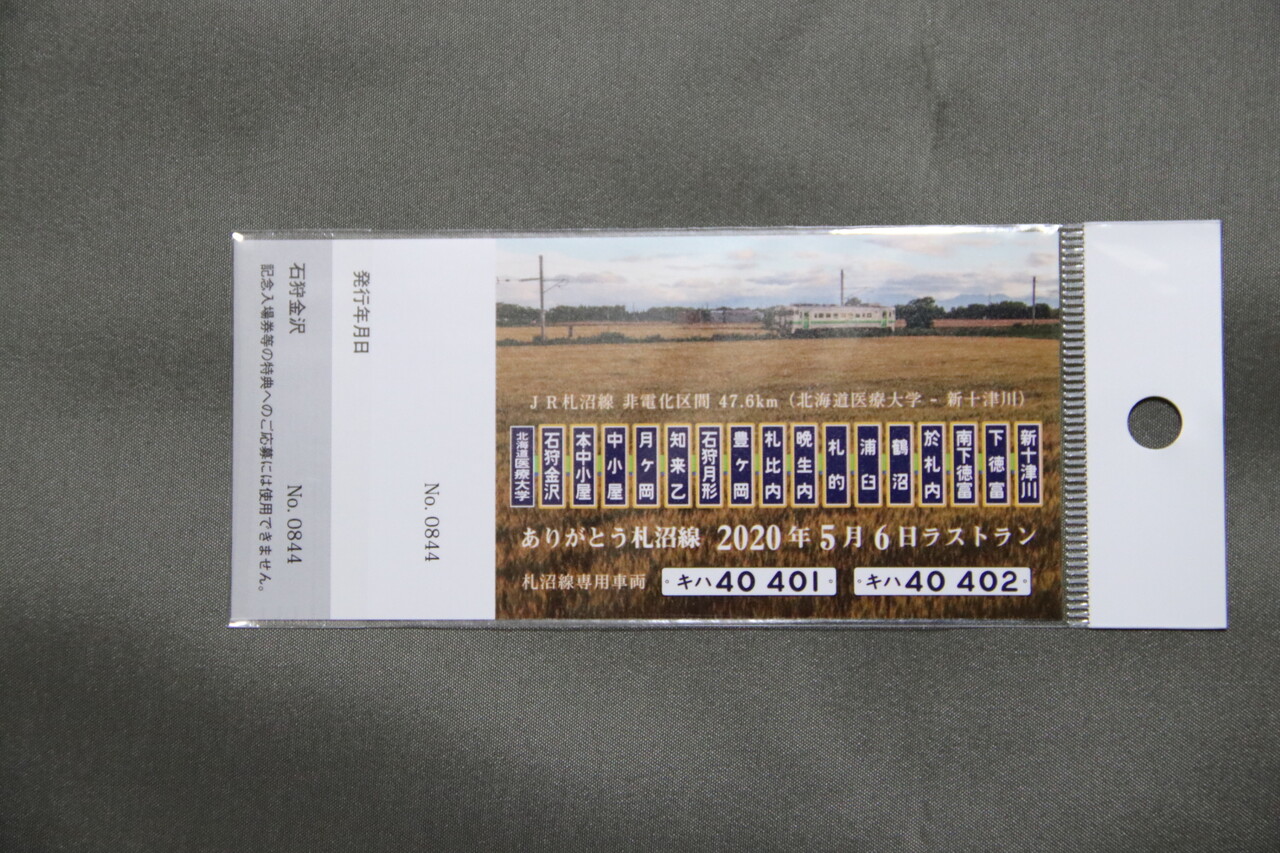 石狩金沢 No. 0844
記念入場券等の特典へのご応募には使用できません。
発行年月日
No. 0844
JR札沼線 非電化区間 47.6km（北海道医療大学 - 新十津川）
北海道医療大学 石狩金沢 本中小屋 中小屋 月ヶ岡 知来乙 石狩月形 豊ヶ岡 札比内 晩生内 札的 浦臼 鶴沼 於札内 南下徳富 下徳富 新十津川
ありがとう札沼線 2020年5月6日ラストラン
札沼線専用車両 キハ40 401 キハ40 402